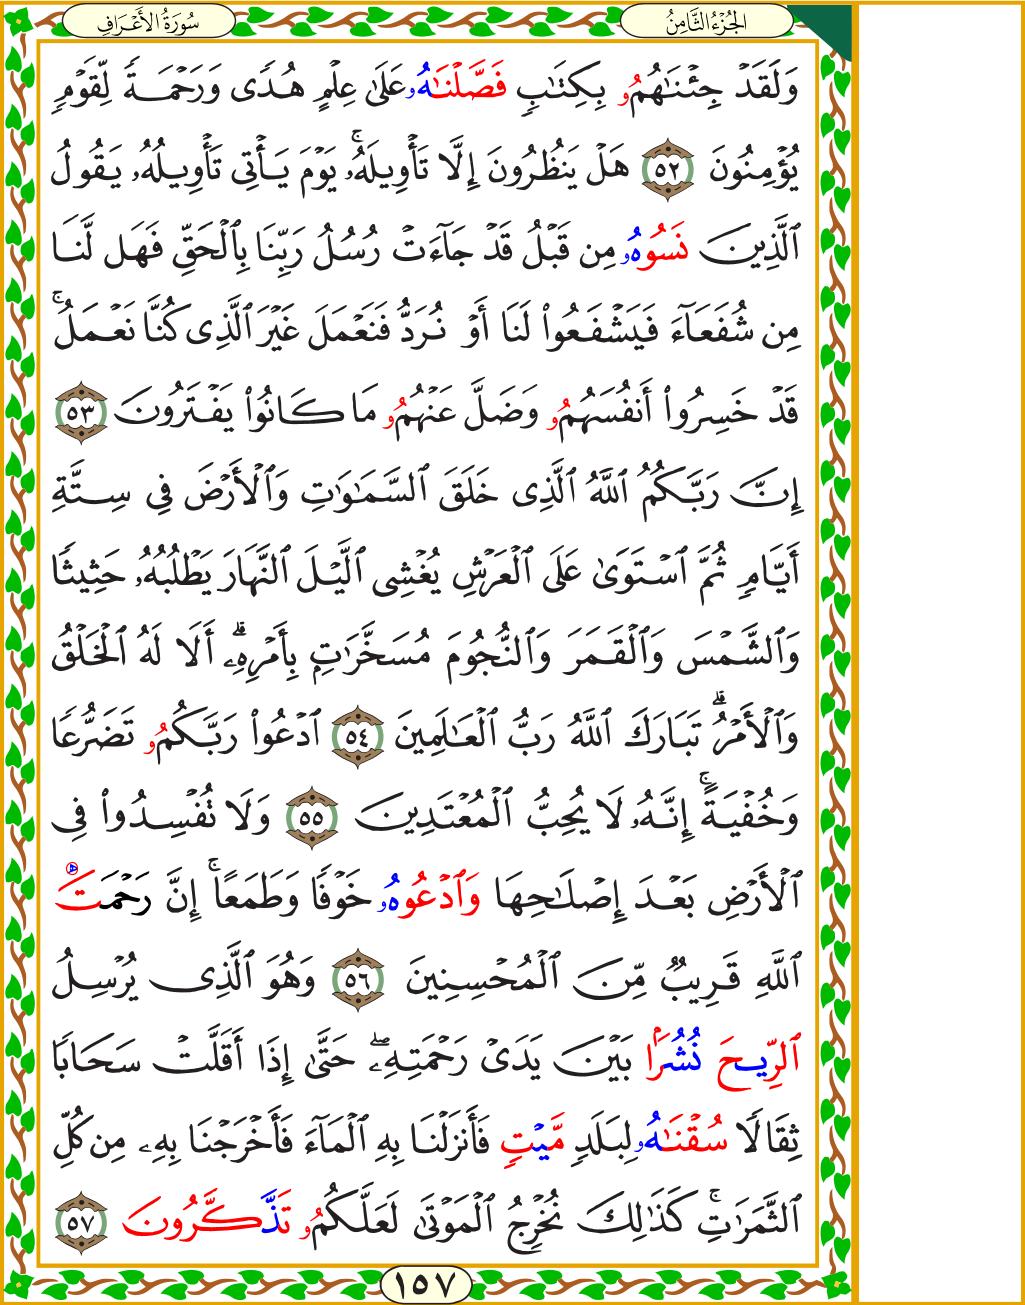 سُورَةُ الأَعْرَافِ
الجُزْءُ الثَّامِنُ
وَلَقَدۡ جِئۡنَٰهُمُۥ بِكِتَٰبٖ فَصَّلۡنَٰهُۥ عَلَىٰ عِلۡمٍ هُدٗى وَرَحۡمَةٗ لِّقَوۡمٖ
يُؤۡمِنُونَ ٥٢ هَلۡ يَنظُرُونَ إِلَّا تَأۡوِيلَهُۥۚ يَوۡمَ يَأۡتِى تَأۡوِيلُهُۥ يَقُولُ
ٱلَّذِينَ نَسُوهُۥ مِن قَبۡلُ قَدۡ جَآءَتۡ رُسُلُ رَبِّنَا بِٱلۡحَقِّ فَهَل لَّنَا
مِن شُفَعَآءَ فَيَشۡفَعُواْ لَنَا أَوۡ نُرَدُّ فَنَعۡمَلَ غَيۡرَ ٱلَّذِى كُنَّا نَعۡمَلُۚ
قَدۡ خَسِرُواْ أَنفُسَهُمُۥ وَضَلَّ عَنۡهُمُۥ مَا كَانُواْ يَفۡتَرُونَ ٥٣
إِنَّ رَبَّكُمُ ٱللَّهُ ٱلَّذِى خَلَقَ ٱلسَّمَٰوَٰتِ وَٱلۡأَرۡضَ فِى سِتَّةِ
أَيَّامٖ ثُمَّ ٱسۡتَوَىٰ عَلَى ٱلۡعَرۡشِ يُغۡشِى ٱلَّيۡلَ ٱلنَّهَارَ يَطۡلُبُهُۥ حَثِيثٗا
وَٱلشَّمۡسَ وَٱلۡقَمَرَ وَٱلنُّجُومَ مُسَخَّرَٰتِۭ بِأَمۡرِهِۦٓۗ أَلَا لَهُ ٱلۡخَلۡقُ
وَٱلۡأَمۡرُۗ تَبَارَكَ ٱللَّهُ رَبُّ ٱلۡعَٰلَمِينَ ٥٤ ٱدۡعُواْ رَبَّكُمُۥ تَضَرُّعٗا
وَخُفۡيَةًۚ إِنَّهُۥ لَا يُحِبُّ ٱلۡمُعۡتَدِينَ ٥٥ وَلَا تُفۡسِدُواْ فِى
ٱلۡأَرۡضِ بَعۡدَ إِصۡلَٰحِهَا وَٱدۡعُوهُۥ خَوۡفٗا وَطَمَعًاۚ إِنَّ رَحۡمَتَ
ٱللَّهِ قَرِيبٞ مِّنَ ٱلۡمُحۡسِنِينَ ٥٦ وَهُوَ ٱلَّذِى يُرۡسِلُ
ٱلرِّيحَ نُشُرَۢا بَيۡنَ يَدَىۡ رَحۡمَتِهِۦۖ حَتَّىٰٓ إِذَا أَقَلَّتۡ سَحَابٗا
ثِقَالٗا سُقۡنَٰهُۥ لِبَلَدٖ مَّيۡتٖ فَأَنزَلۡنَا بِهِ ٱلۡمَآءَ فَأَخۡرَجۡنَا بِهِۦ مِن كُلِّ
ٱلثَّمَرَٰتِۚ كَذَٰلِكَ نُخۡرِجُ ٱلۡمَوۡتَىٰ لَعَلَّكُمُۥ تَذَّكَّرُونَ ٥٧
١٥٧